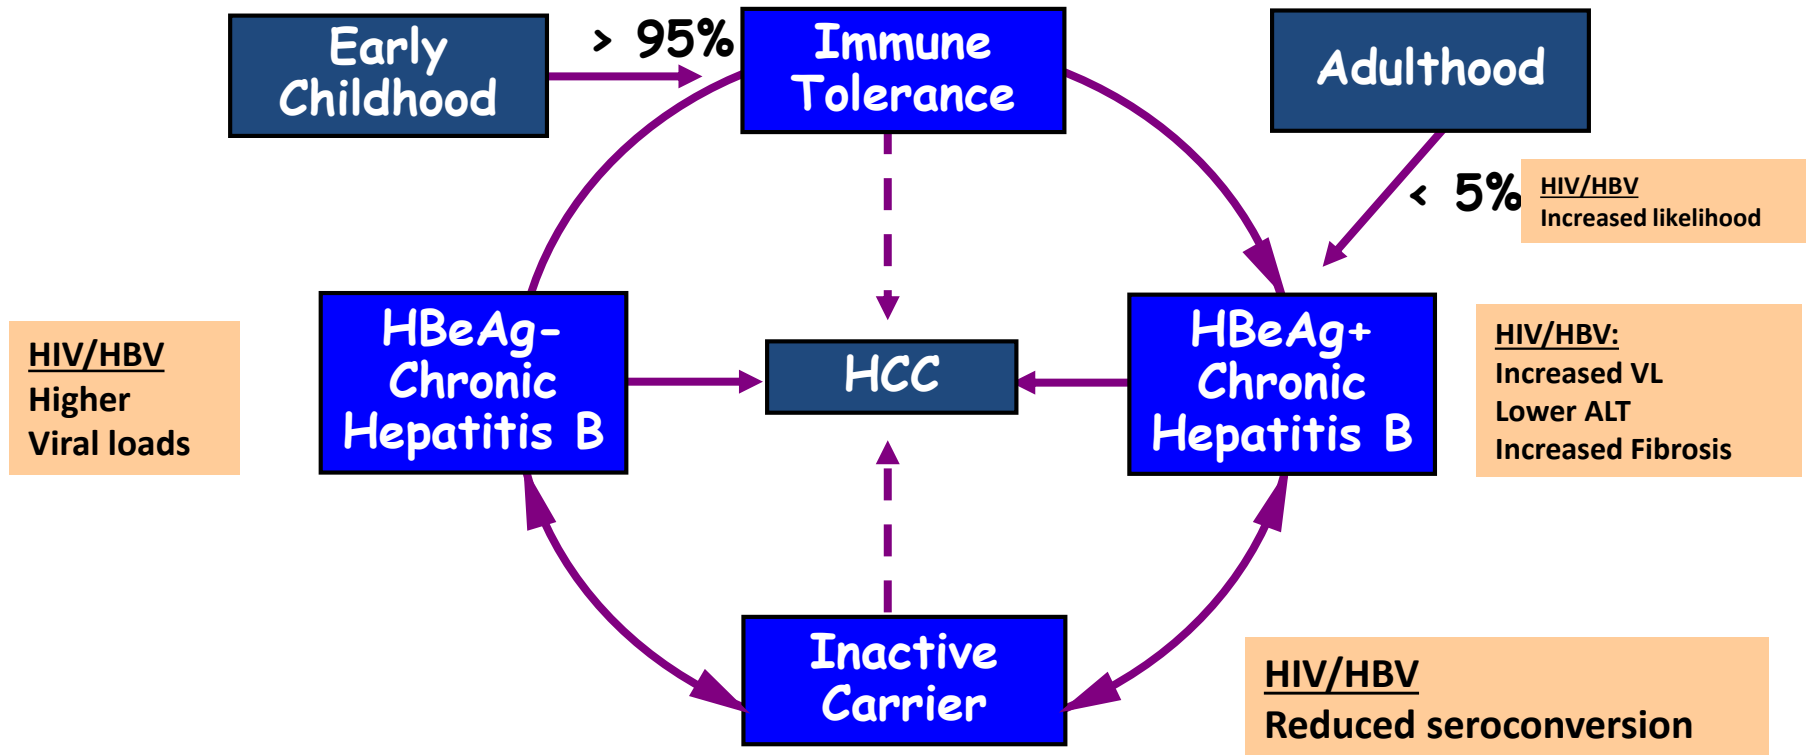 Early
Childhood
> 95%
Immune
Tolerance
Adulthood
< 5%
HIV/HBV
Increased likelihood
HIV/HBV
Higher
Viral loads
HBeAg-
Chronic
Hepatitis B
HCC
HBeAg+
Chronic
Hepatitis B
HIV/HBV:
Increased VL
Lower ALT
Increased Fibrosis
Inactive
Carrier
HIV/HBV
Reduced seroconversion